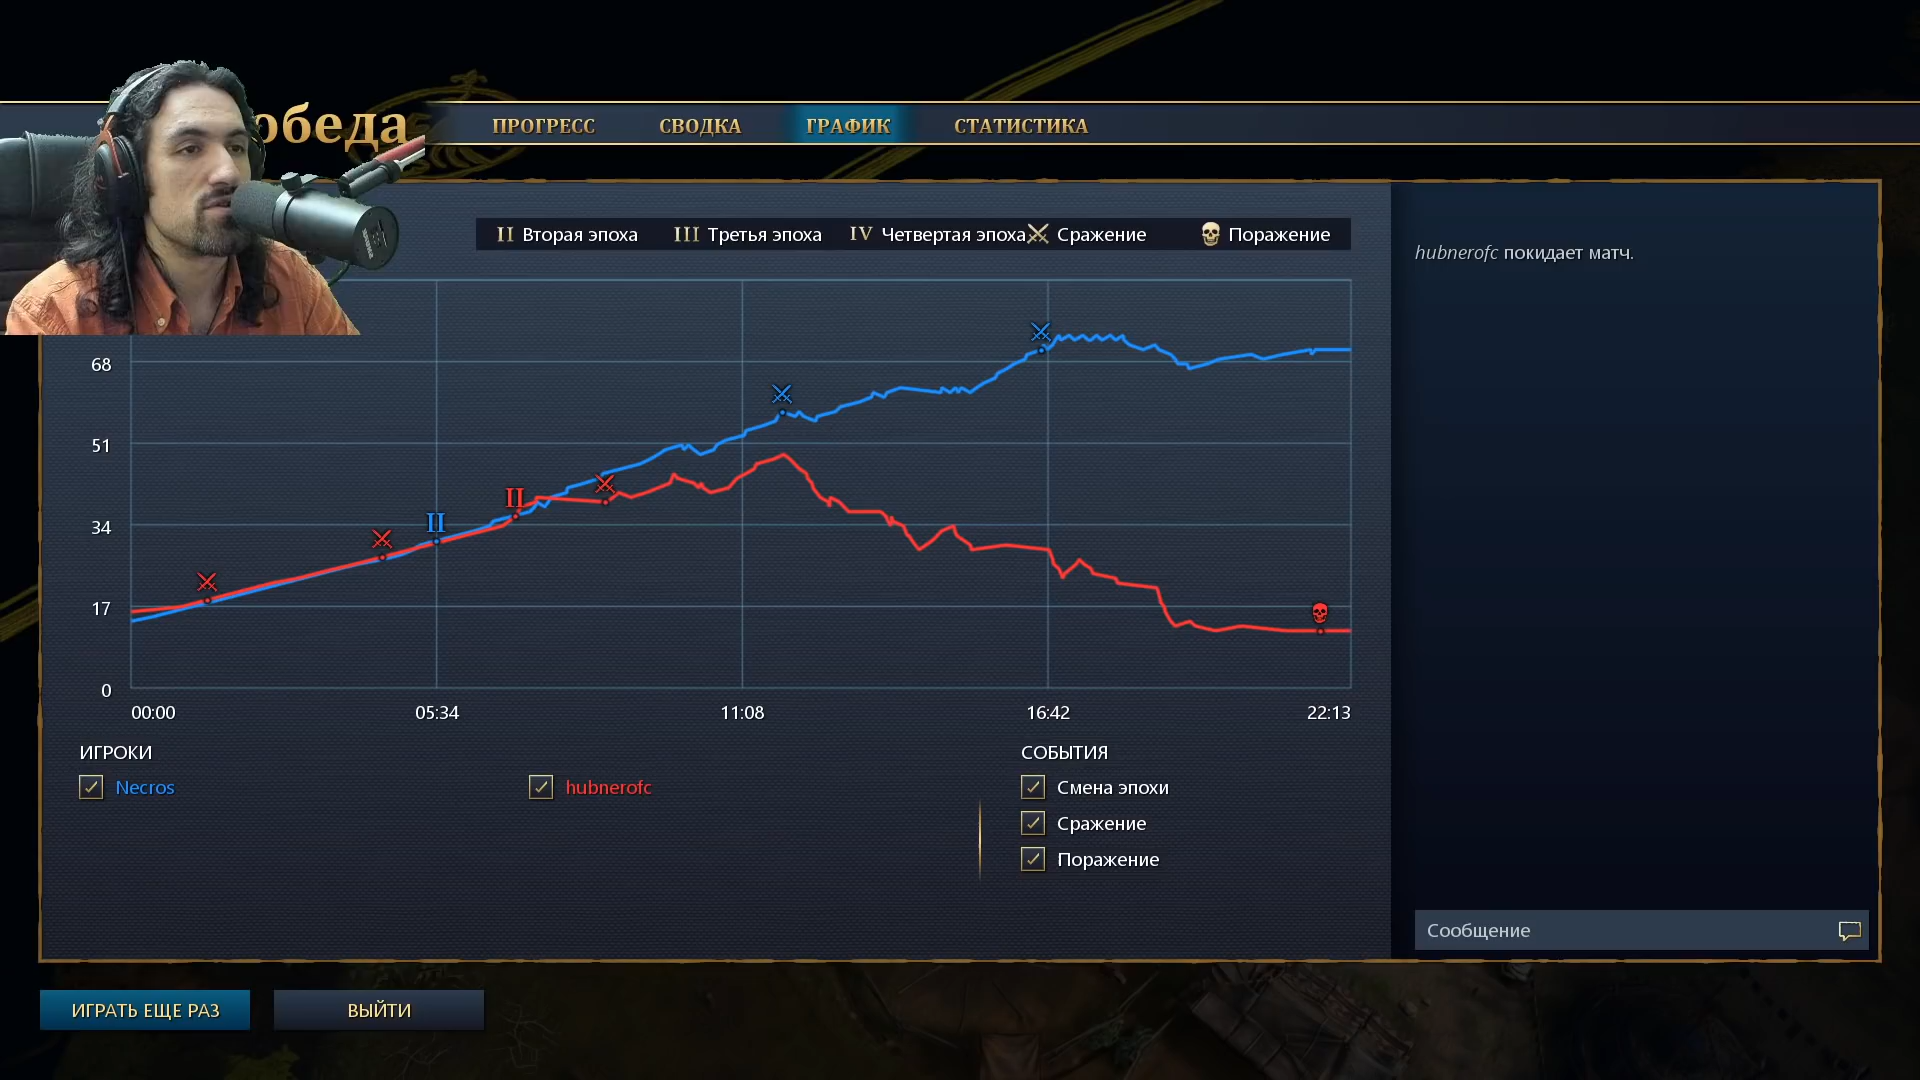 обеда
ПРОГРЕСС СВОДКА ГРАФИК СТАТИСТИКА
II Вторая эпоха III Третья эпоха IV Четвертая эпоха Сражение Поражение
hubnerofc покидает матч.
68
51
II
II
34
17
0
00:00 05:34 11:08 16:42 22:13
ИГРОКИ
СОБЫТИЯ
Necros
hubnerofc
Смена эпохи
Сражение
Поражение
Сообщение
ИГРАТЬ ЕЩЕ РАЗ
ВЫЙТИ